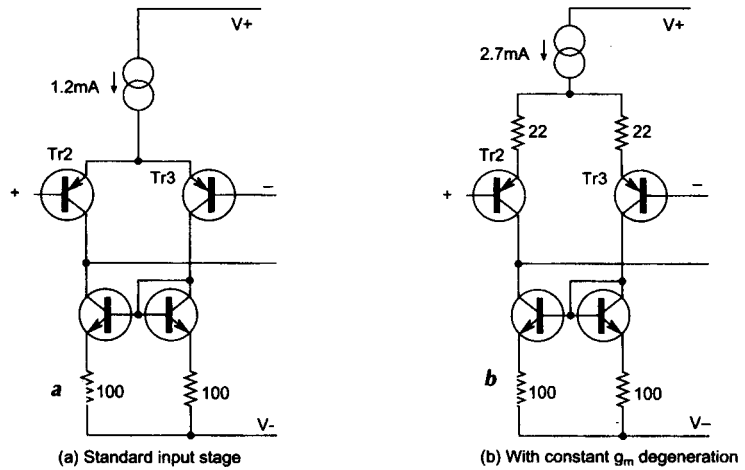 V+
1.2mA
Tr2
Tr3
+
−
100
100
a
V-
(a) Standard input stage
V+
2.7mA
22
22
Tr2
Tr3
+
−
100
100
b
V–
(b) With constant gm degeneration